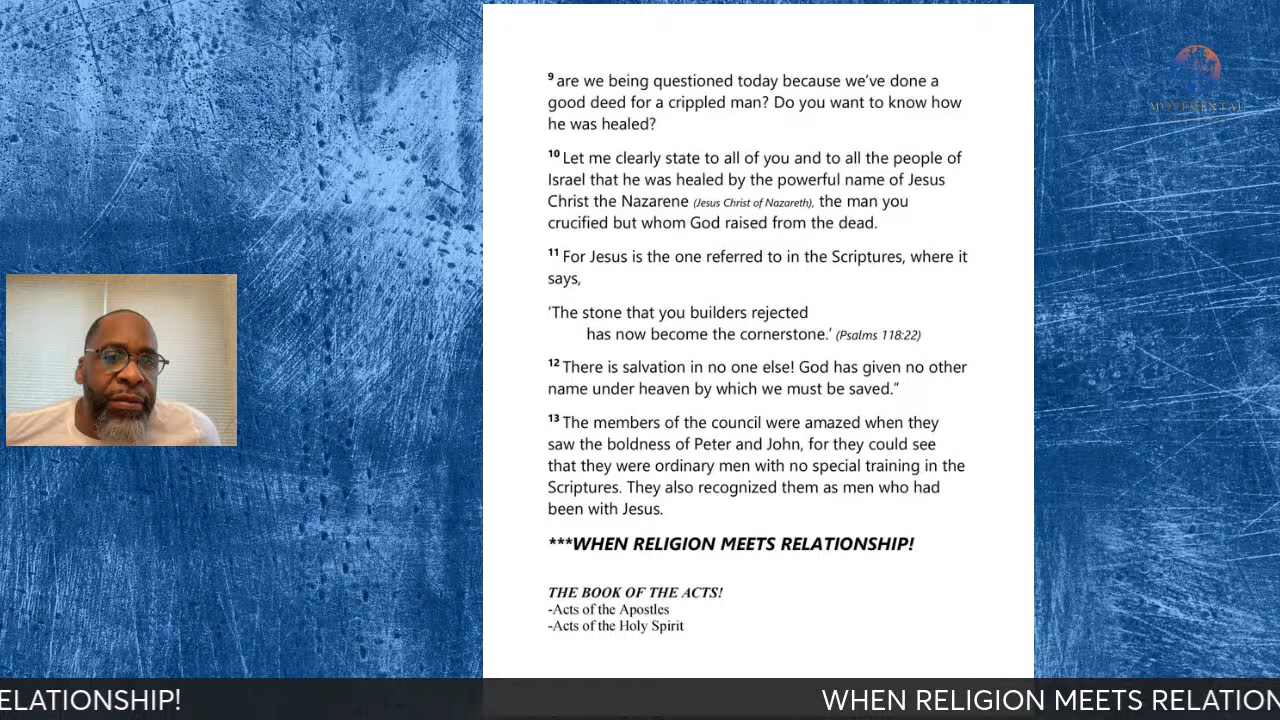 ⁹ are we being questioned today because we’ve done a
good deed for a crippled man? Do you want to know how
he was healed?
¹⁰ Let me clearly state to all of you and to all the people of
Israel that he was healed by the powerful name of Jesus
Christ the Nazarene (Jesus Christ of Nazareth), the man you
crucified but whom God raised from the dead.
¹¹ For Jesus is the one referred to in the Scriptures, where it
says,
‘The stone that you builders rejected
has now become the cornerstone.’ (Psalms 118:22)
¹² There is salvation in no one else! God has given no other
name under heaven by which we must be saved.”
¹³ The members of the council were amazed when they
saw the boldness of Peter and John, for they could see
that they were ordinary men with no special training in the
Scriptures. They also recognized them as men who had
been with Jesus.
***WHEN RELIGION MEETS RELATIONSHIP!
THE BOOK OF THE ACTS!
-Acts of the Apostles
-Acts of the Holy Spirit
MOVEMENTAL
ELATIONSHIP! WHEN RELIGION MEETS RELATION